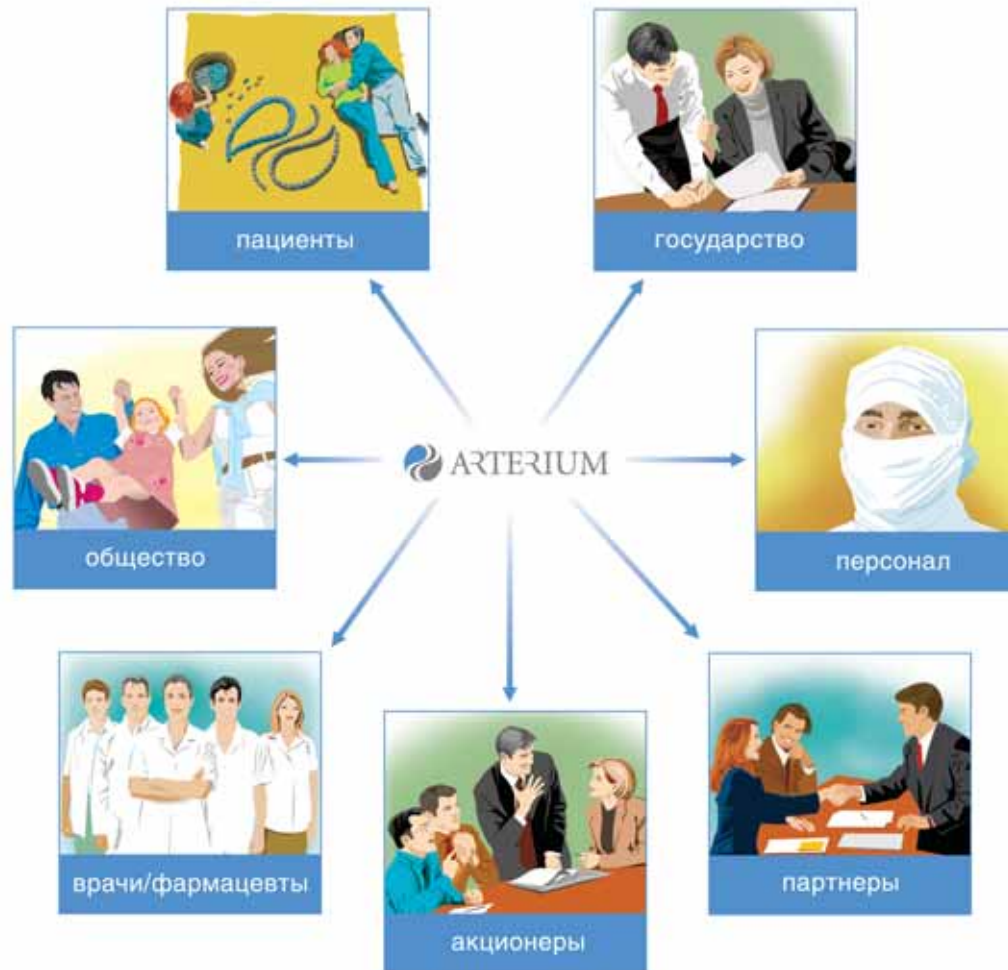 пациенты
государство
общество
ARTERIUM
персонал
врачи/фармацевты
акционеры
партнеры